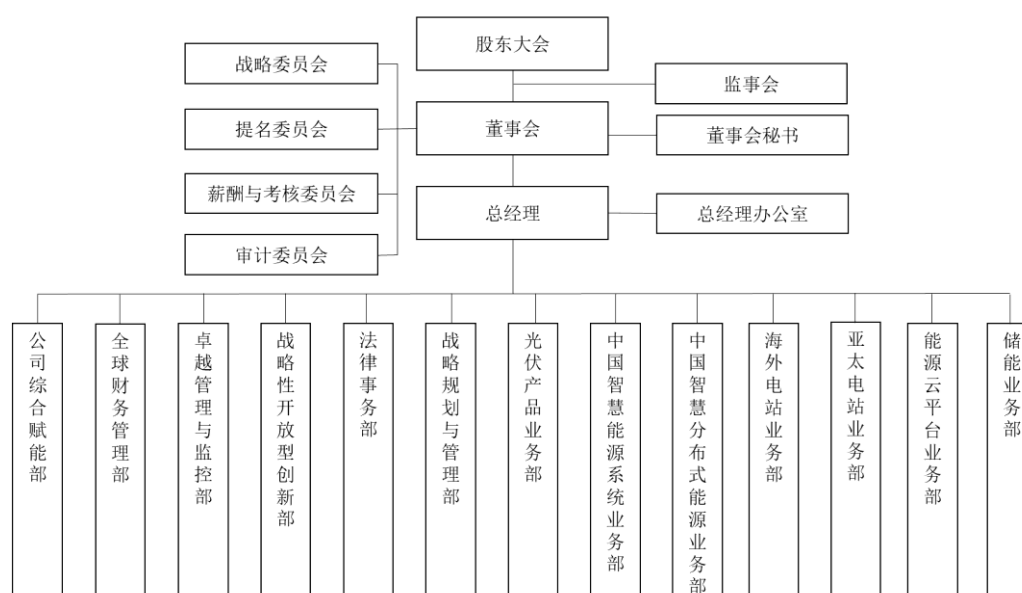 股东大会
战略委员会
监事会
提名委员会
董事会
董事会秘书
薪酬与考核委员会
总经理
总经理办公室
审计委员会
公司综合赋能部
全球财务管理部
卓越管理与监控部
战略性开放型创新部
法律事务部
战略规划与管理部
光伏产品业务部
中国智慧能源系统业务部
中国智慧分布式能源业务部
海外电站业务部
亚太电站业务部
能源云平台业务部
储能业务部